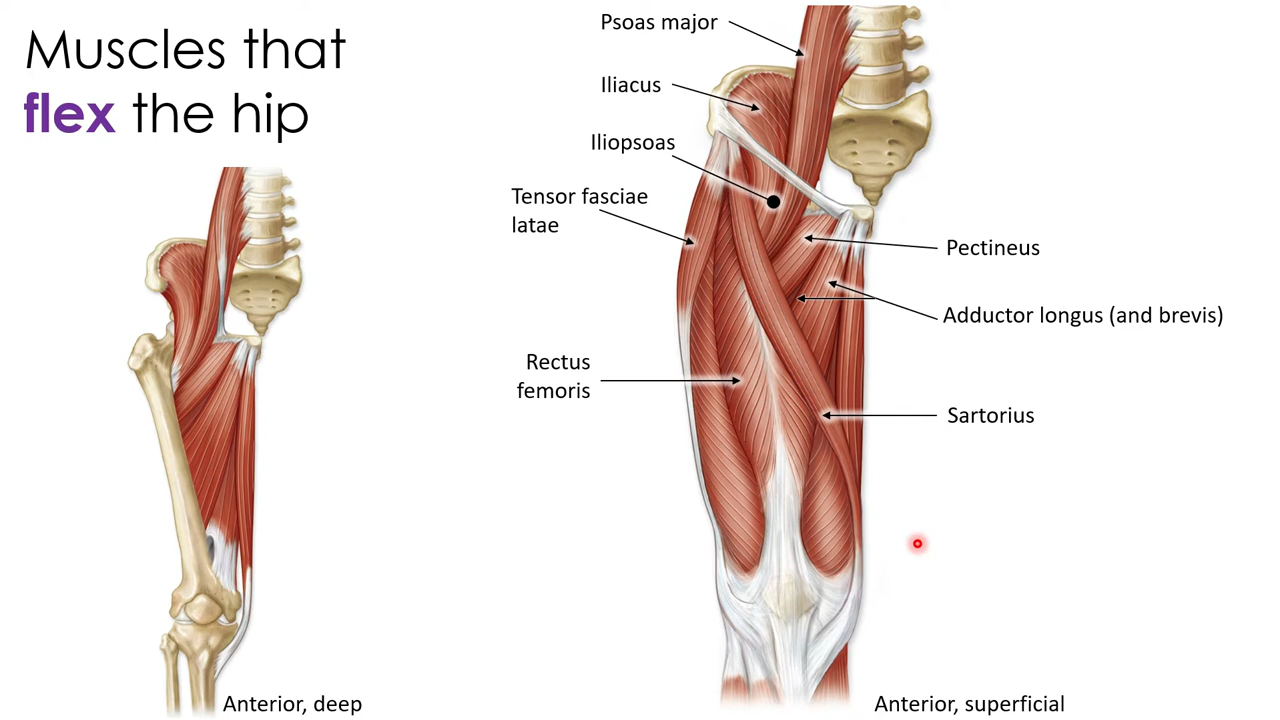 Muscles that
flex the hip
Psoas major
Iliacus
Iliopsoas
Tensor fasciae
latae
Pectineus
Adductor longus (and brevis)
Rectus
femoris
Sartorius
Anterior, deep
Anterior, superficial